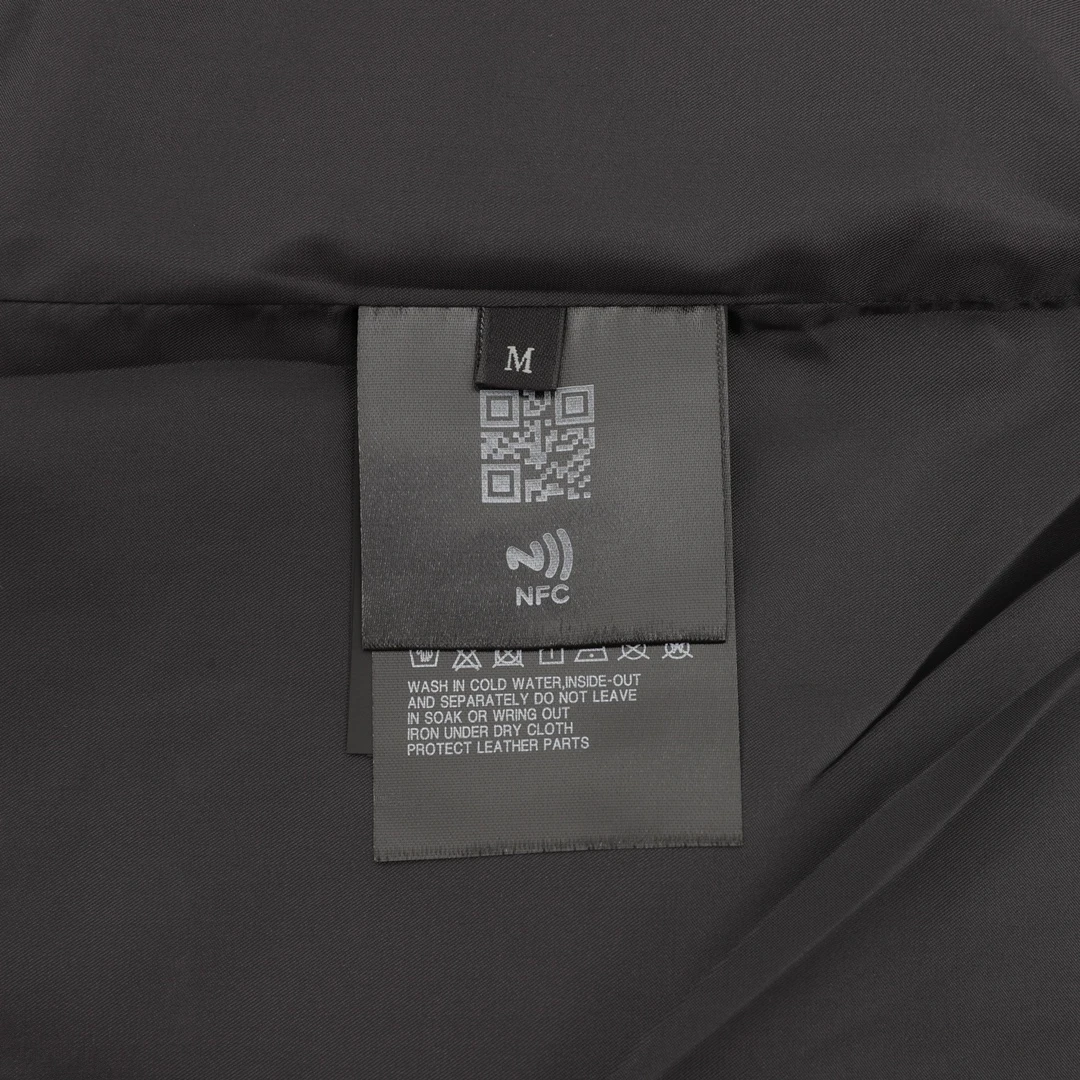 M
NFC
WASH IN COLD WATER,INSIDE-OUT
AND SEPARATELY DO NOT LEAVE
IN SOAK OR WRING OUT
IRON UNDER DRY CLOTH
PROTECT LEATHER PARTS